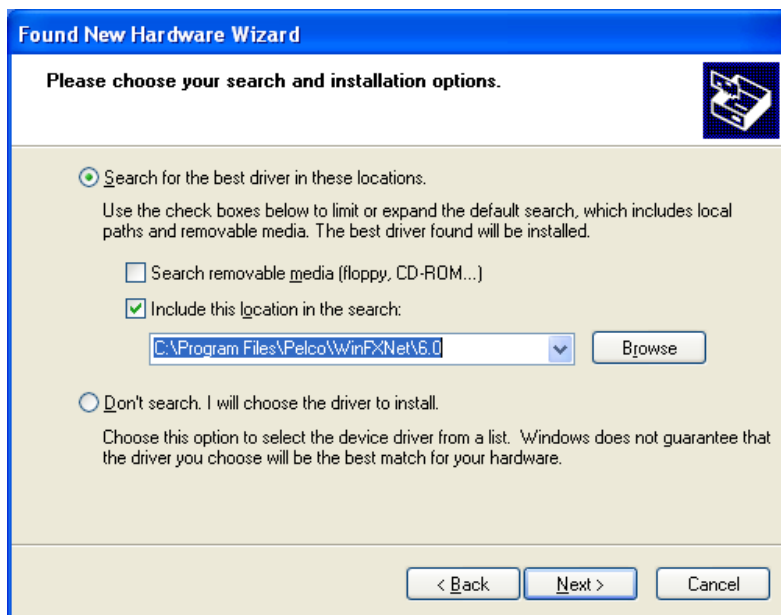 Found New Hardware Wizard
Please choose your search and installation options.
Search for the best driver in these locations.
Use the check boxes below to limit or expand the default search, which includes local
paths and removable media. The best driver found will be installed.
Search removable media (floppy, CD-ROM...)
Include this location in the search:
C:\Program Files\Pelco\WinFXNet\6.0
Browse
Don't search. I will choose the driver to install.
Choose this option to select the device driver from a list. Windows does not guarantee that
the driver you choose will be the best match for your hardware.
< Back
Next >
Cancel